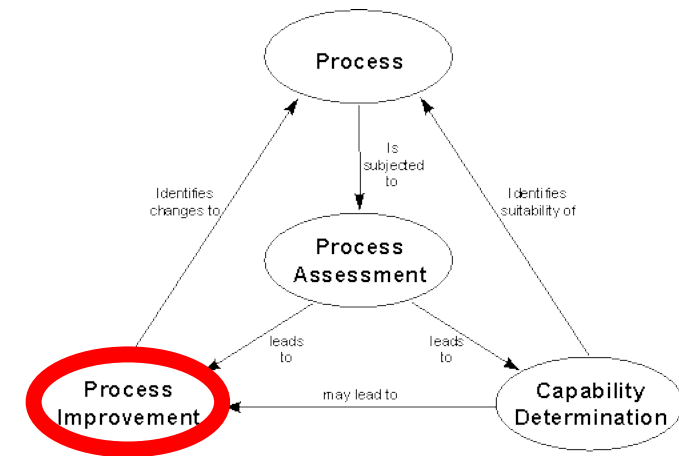 Process
Is
subjected
to
Identifies
changes to
Identifies
suitability of
Process
Assessment
leads
to
leads
to
Process
Improvement
may lead to
Capability
Determination